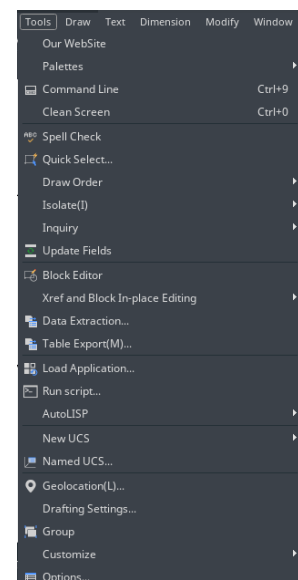 Tools Draw Text Dimension Modify Window
Our WebSite
Palettes
Command Line Ctrl+9
Clean Screen Ctrl+0
ABC Spell Check
Quick Select...
Draw Order
Isolate(I)
Inquiry
Update Fields
Block Editor
Xref and Block In-place Editing
Data Extraction...
Table Export(M)...
Load Application...
Run script...
AutoLISP
New UCS
Named UCS...
Geolocation(L)...
Drafting Settings...
Group
Customize
Options...